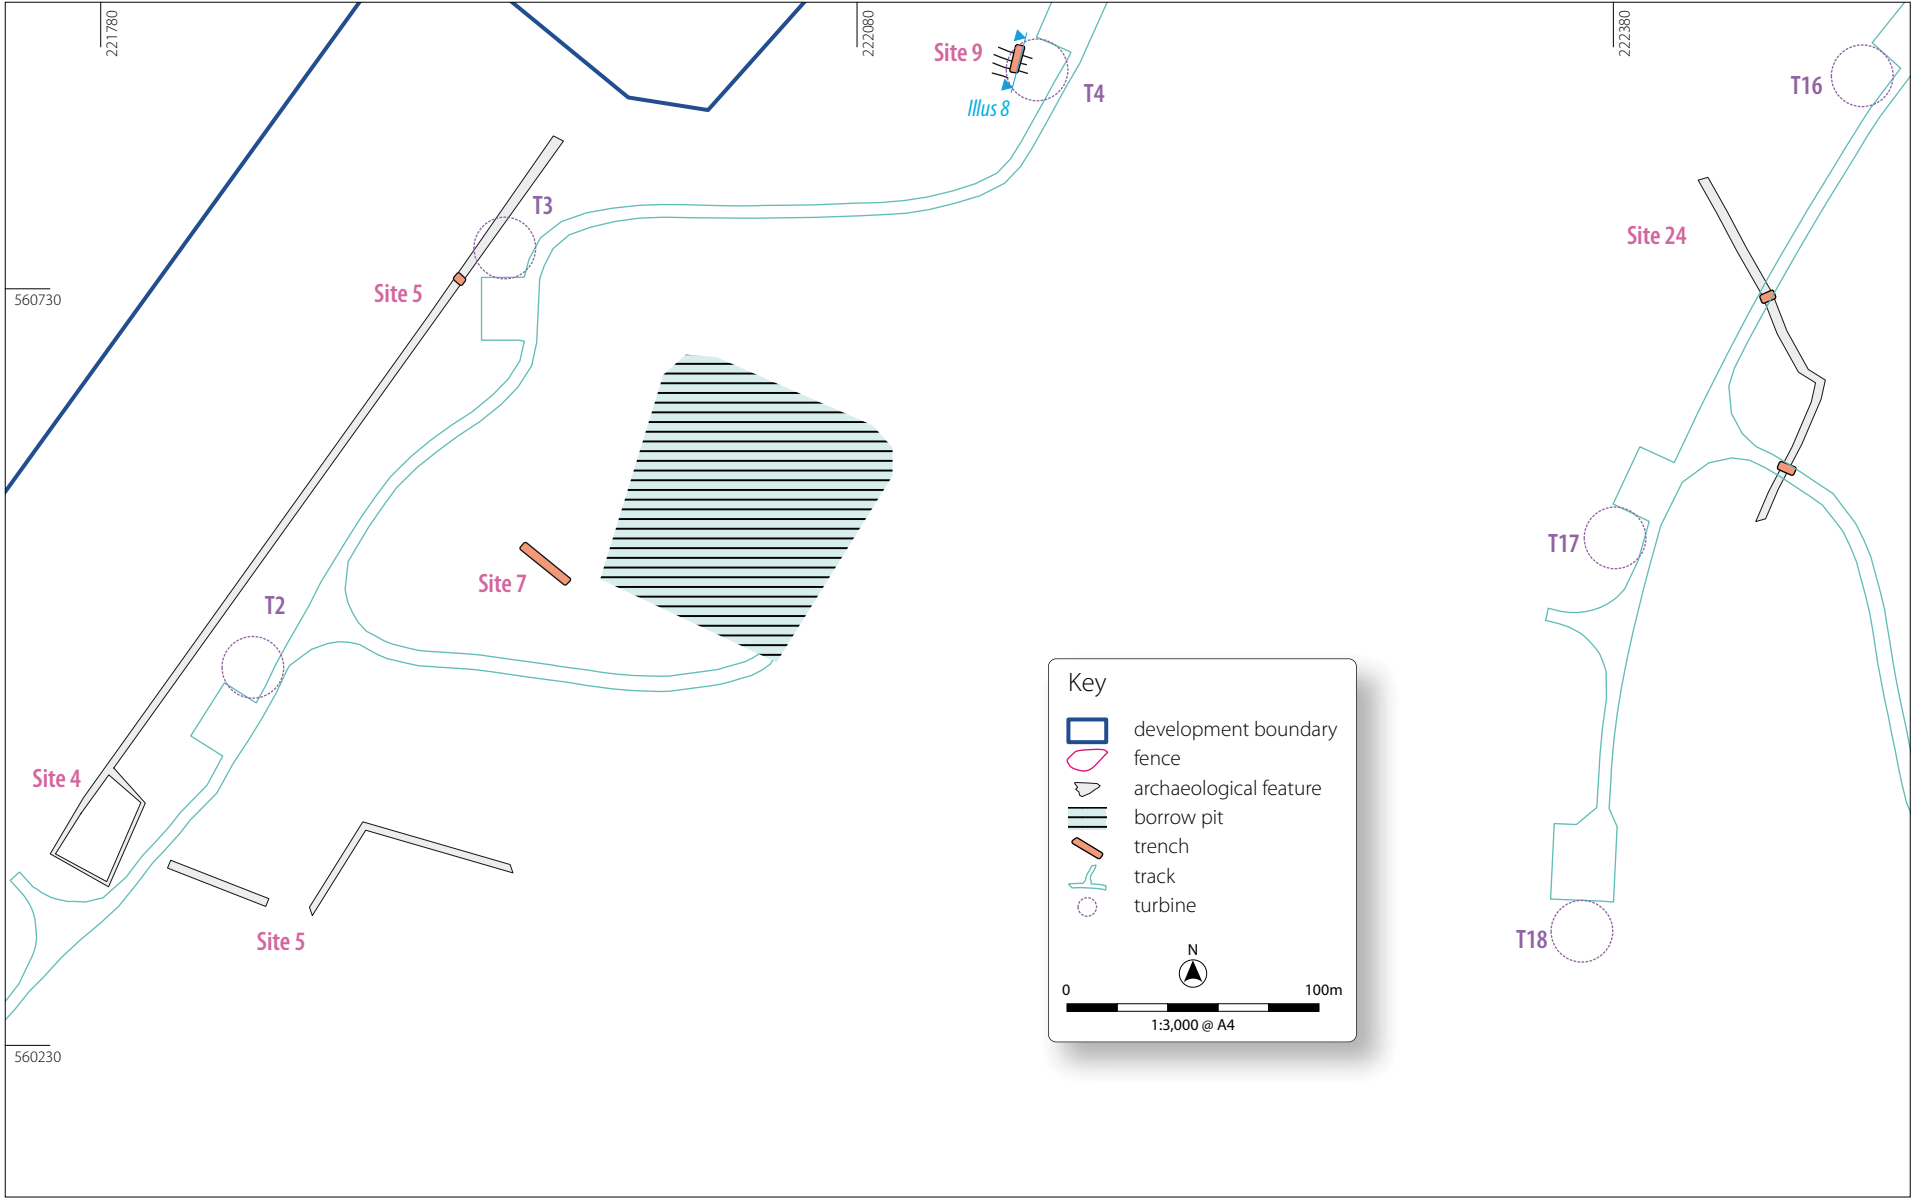 221780
222080
222380
Site 9
T4
Illus 8
T16
T3
Site 24
Site 5
560730
T17
Site 7
T2
Site 4
Site 5
T18
560230
Key
development boundary
fence
archaeological feature
borrow pit
trench
track
turbine
N
0 100m
1:3,000 @ A4